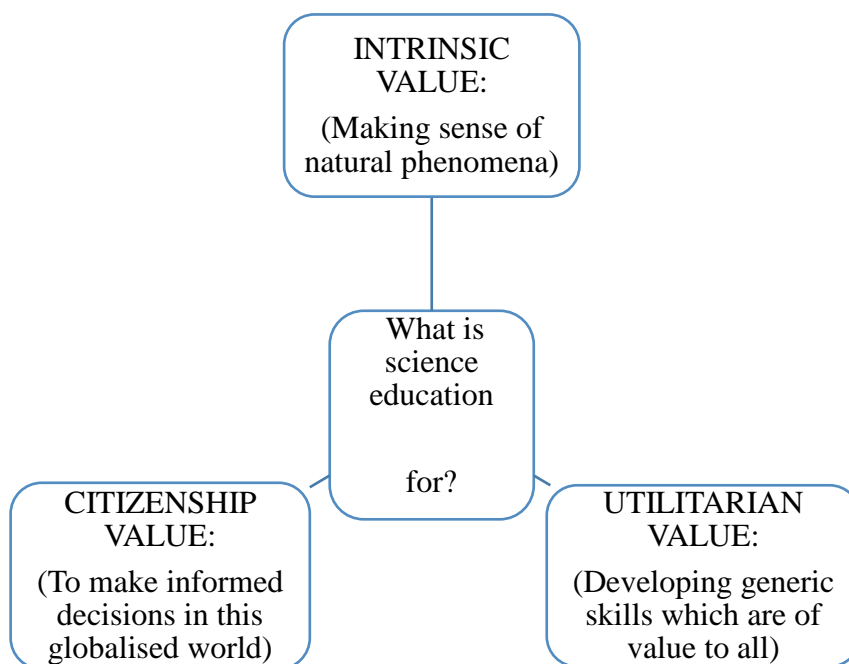 INTRINSIC
VALUE:
(Making sense of
natural phenomena)
What is
science
education
for?
CITIZENSHIP
VALUE:
(To make informed
decisions in this
globalised world)
UTILITARIAN
VALUE:
(Developing generic
skills which are of
value to all)